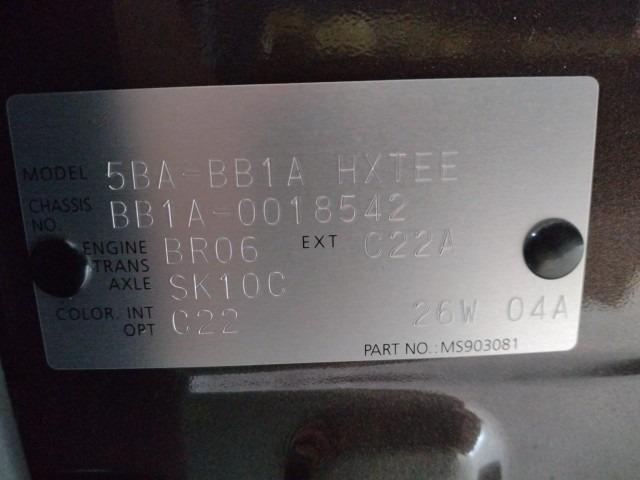 MODEL 5BA-BB1A HXTEE
CHASSIS NO. BB1A-0018542
ENGINE BR06 EXT C22A
TRANS AXLE SK10C
COLOR. INT C22 26W 04A
OPT
PART NO.: MS903081